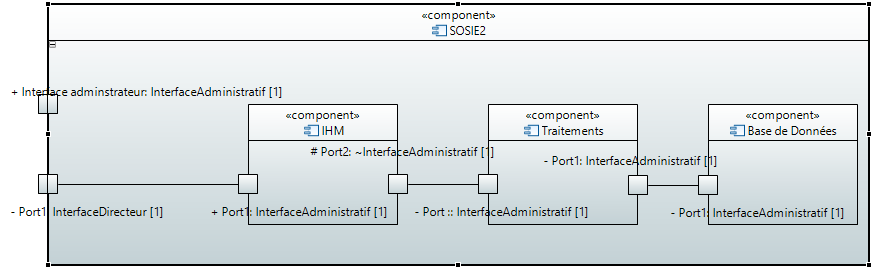 «component»
SOSIE2
+ Interface adminstrateur: InterfaceAdministratif [1]
«component»
IHM
«component»
Traitements
«component»
Base de Données
# Port2: ~InterfaceAdministratif [1]
- Port1: InterfaceAdministratif [1]
- Port1: InterfaceDirecteur [1]
+ Port1: InterfaceAdministratif [1]
- Port :: InterfaceAdministratif [1]
- Port1: InterfaceAdministratif [1]